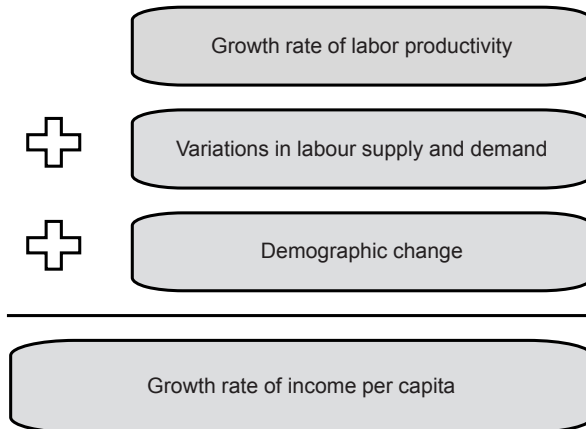 Growth rate of labor productivity
Variations in labour supply and demand
Demographic change
Growth rate of income per capita